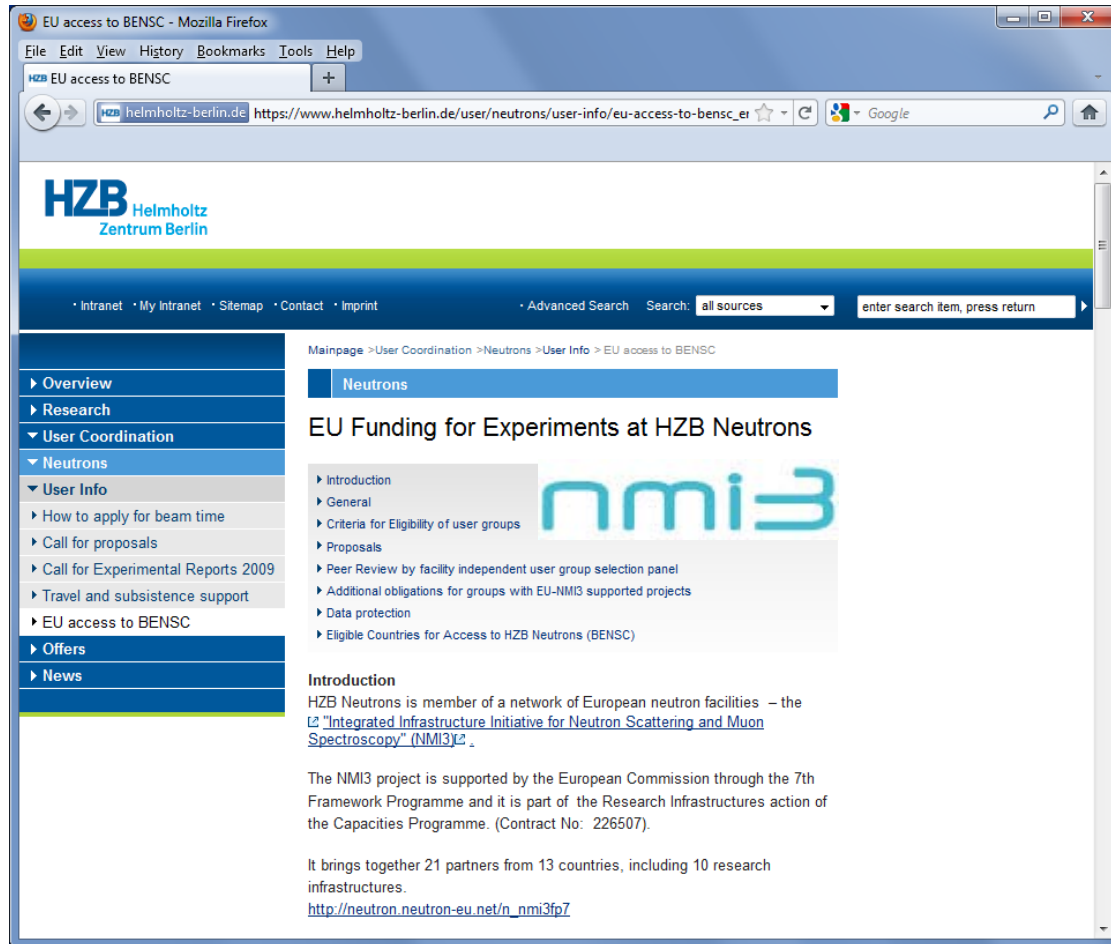 EU access to BENSC - Mozilla Firefox
File Edit View History Bookmarks Tools Help
HZB EU access to BENSC
HZB helmholtz-berlin.de https://www.helmholtz-berlin.de/user/neutrons/user-info/eu-access-to-bensc_er
Google
HZB Helmholtz
Zentrum Berlin
· Intranet · My Intranet · Sitemap · Contact · Imprint · Advanced Search Search: all sources enter search item, press return
Mainpage >User Coordination >Neutrons >User Info > EU access to BENSC
Overview
Research
User Coordination
Neutrons
User Info
How to apply for beam time
Call for proposals
Call for Experimental Reports 2009
Travel and subsistence support
EU access to BENSC
Offers
News
Neutrons
EU Funding for Experiments at HZB Neutrons
nmi3
Introduction
General
Criteria for Eligibility of user groups
Proposals
Peer Review by facility independent user group selection panel
Additional obligations for groups with EU-NMI3 supported projects
Data protection
Eligible Countries for Access to HZB Neutrons (BENSC)
Introduction
HZB Neutrons is member of a network of European neutron facilities – the
"Integrated Infrastructure Initiative for Neutron Scattering and Muon
Spectroscopy" (NMI3) .
The NMI3 project is supported by the European Commission through the 7th
Framework Programme and it is part of the Research Infrastructures action of
the Capacities Programme. (Contract No: 226507).
It brings together 21 partners from 13 countries, including 10 research
infrastructures.
http://neutron.neutron-eu.net/n_nmi3fp7